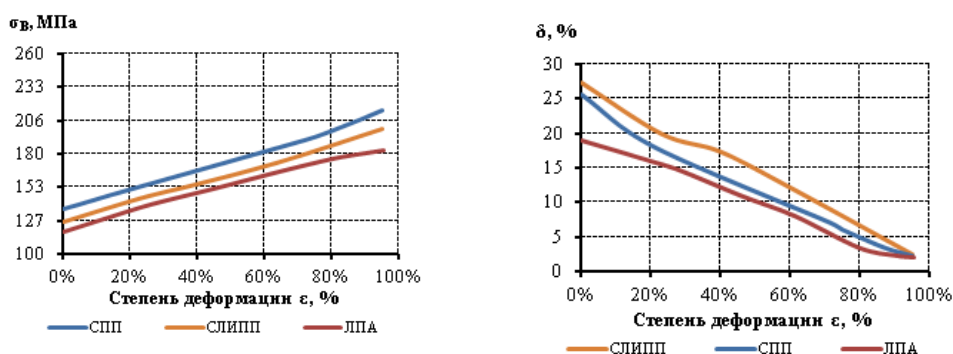 σB, МПа
260
233
206
180
153
127
100
0% 20% 40% 60% 80% 100%
Степень деформации ε, %
СПП СЛИПП ЛПА
δ, %
30
25
20
15
10
5
0
0% 20% 40% 60% 80% 100%
Степень деформации ε, %
СЛИПП СПП ЛПА